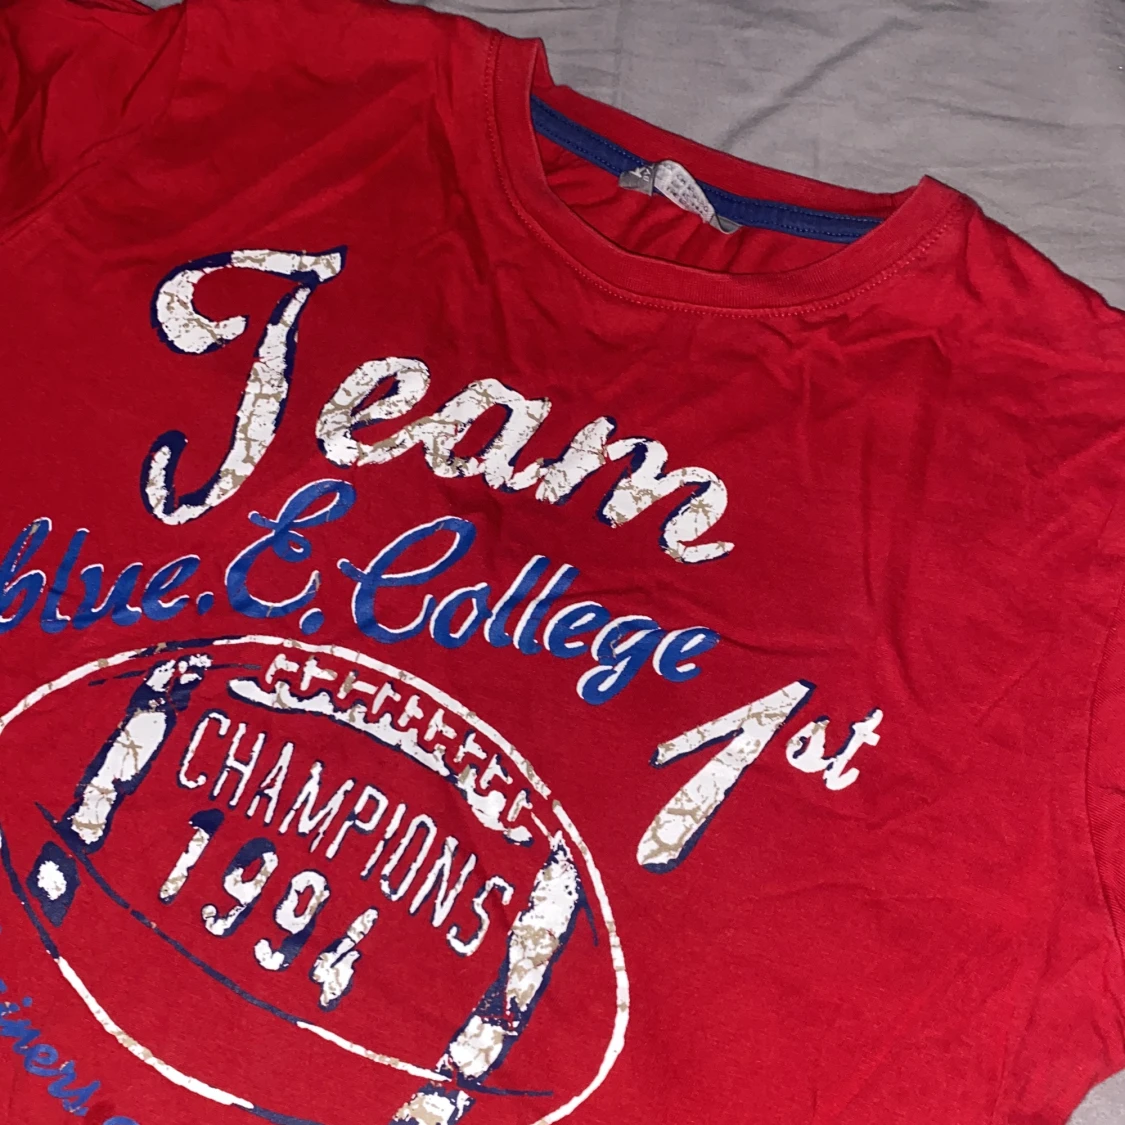 Team
blue.E.College
1st
CHAMPIONS
1994